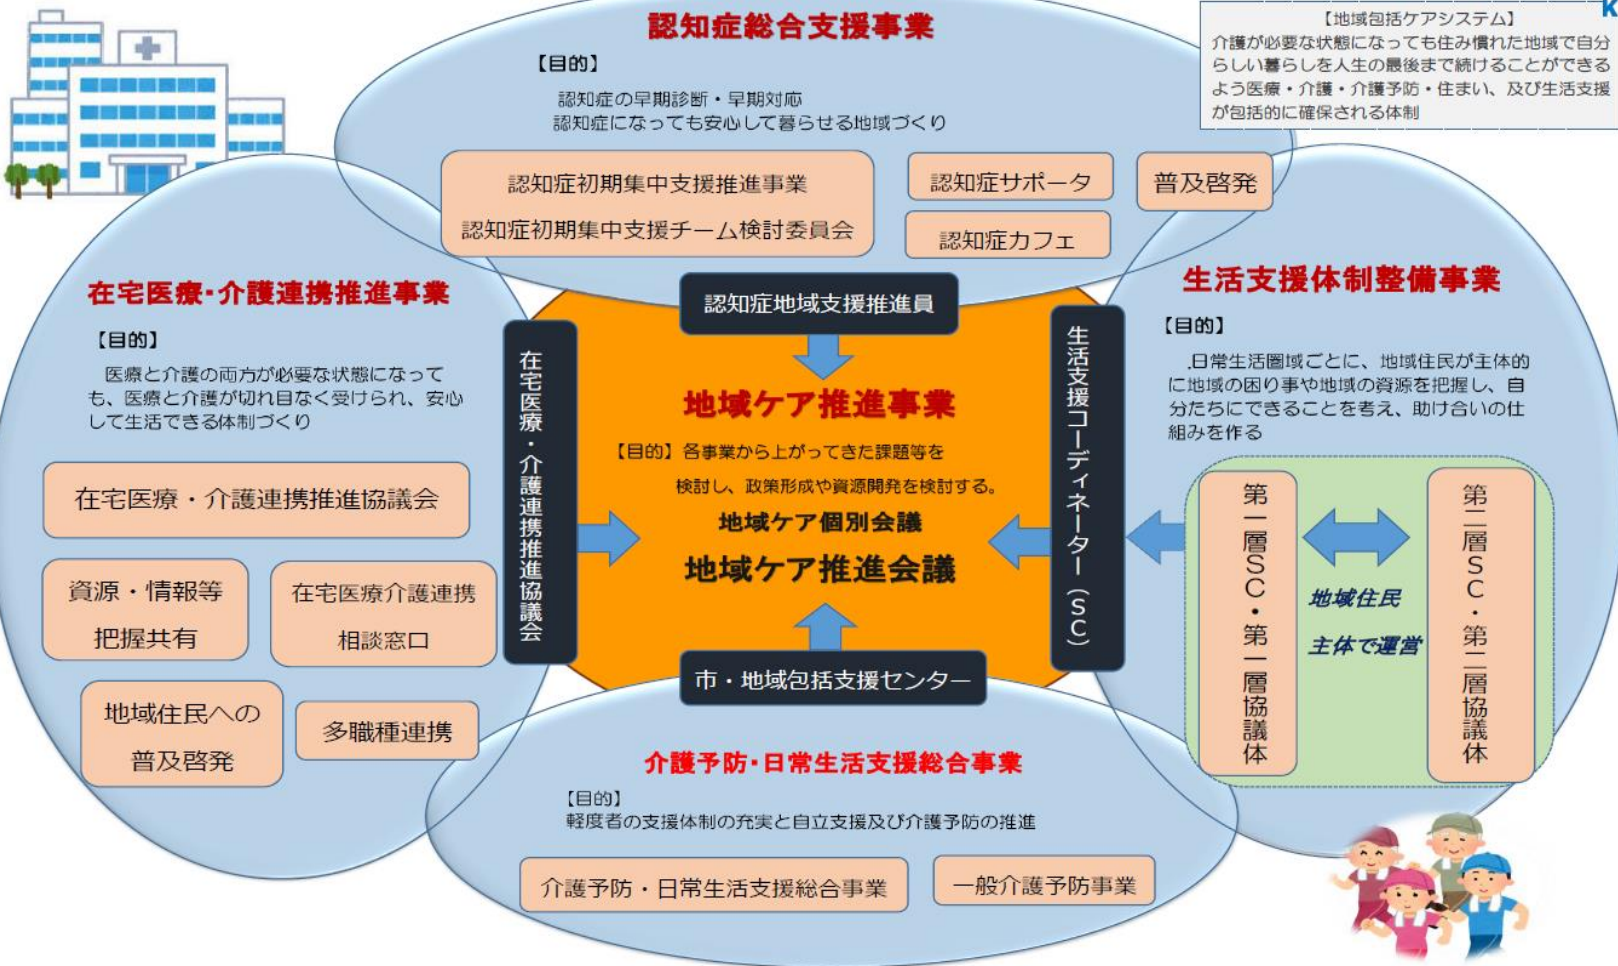 認知症総合支援事業
【目的】
認知症の早期診断・早期対応
認知症になっても安心して暮らせる地域づくり
認知症初期集中支援推進事業
認知症初期集中支援チーム検討委員会
認知症サポータ
認知症カフェ
普及啓発
K
【地域包括ケアシステム】
介護が必要な状態になっても住み慣れた地域で自分
らしい暮らしを人生の最後まで続けることができる
よう医療・介護・介護予防・住まい、及び生活支援
が包括的に確保される体制
在宅医療・介護連携推進事業
【目的】
医療と介護の両方が必要な状態になって
も、医療と介護が切れ目なく受けられ、安心
して生活できる体制づくり
在宅医療・介護連携推進協議会
資源・情報等
把握共有
在宅医療介護連携
相談窓口
地域住民への
普及啓発
多職種連携
在宅医療・介護連携推進協議会
認知症地域支援推進員
地域ケア推進事業
【目的】各事業から上がってきた課題等を
検討し、政策形成や資源開発を検討する。
地域ケア個別会議
地域ケア推進会議
市・地域包括支援センター
生活支援コーディネーター（SC）
生活支援体制整備事業
【目的】
.日常生活圏域ごとに、地域住民が主体的
に地域の困り事や地域の資源を把握し、自
分たちにできることを考え、助け合いの仕
組みを作る
第一層SC・第一層協議体
地域住民
主体で運営
第二層SC・第二層協議体
介護予防・日常生活支援総合事業
【目的】
軽度者の支援体制の充実と自立支援及び介護予防の推進
介護予防・日常生活支援総合事業
一般介護予防事業